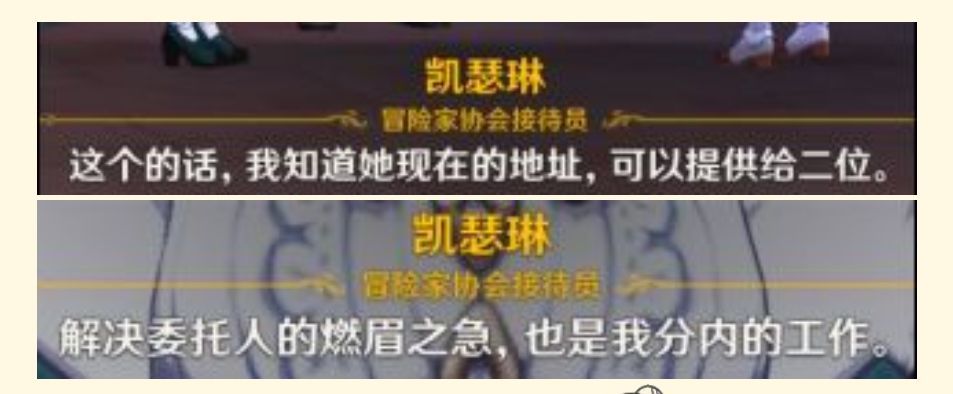 凯瑟琳
冒险家协会接待员
这个的话，我知道她现在的地址，可以提供给二位。
凯瑟琳
冒险家协会接待员
解决委托人的燃眉之急，也是我分内的工作。